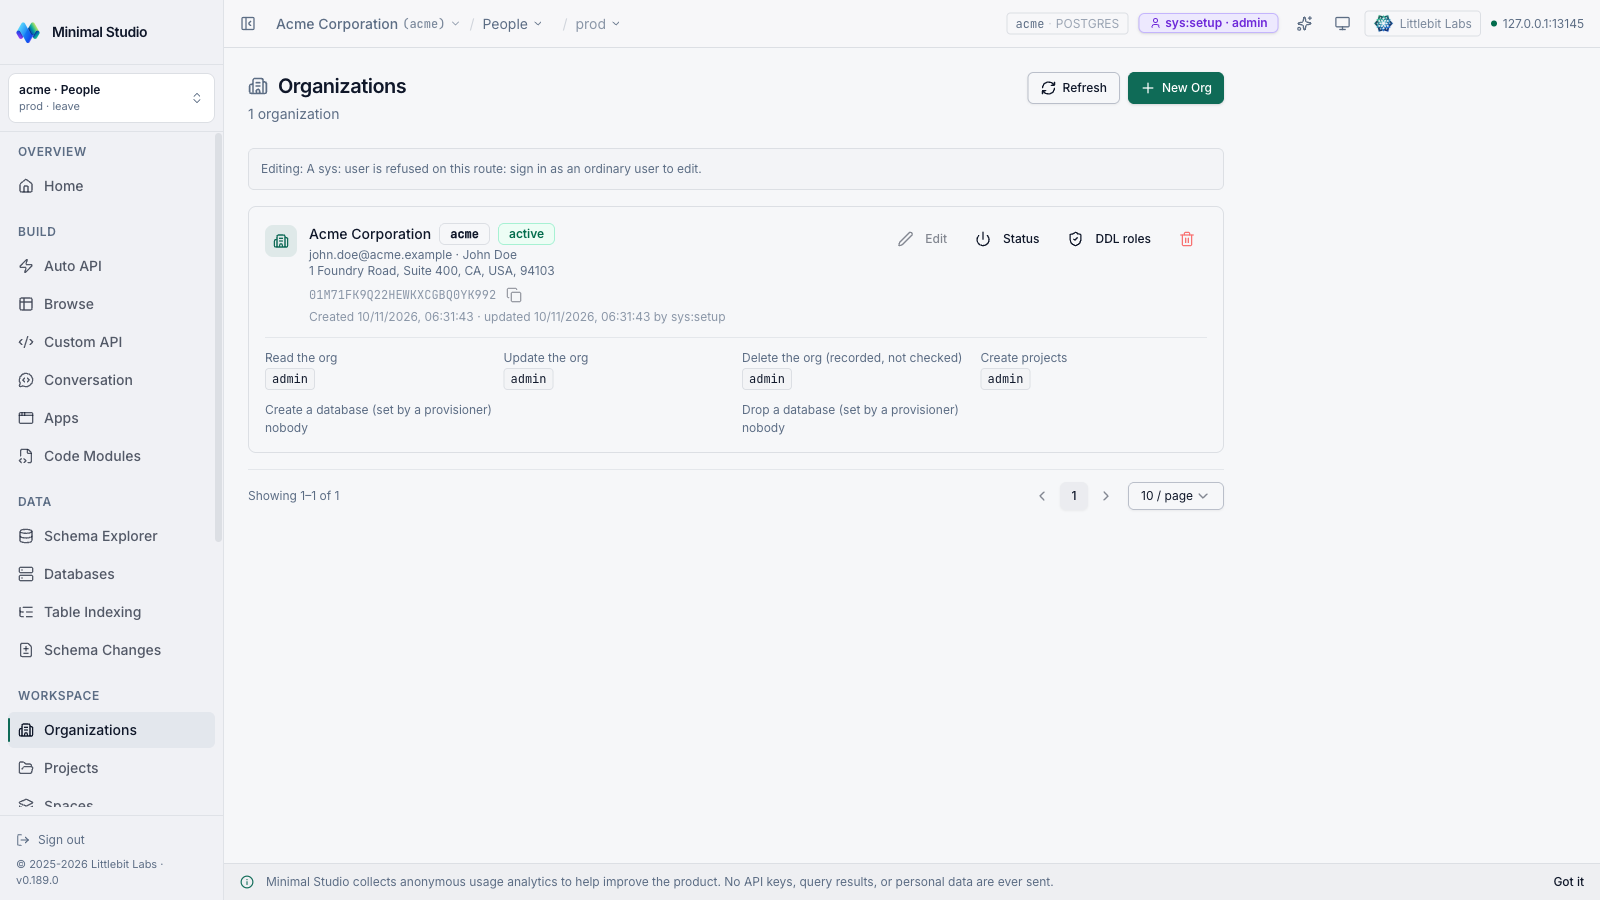 Minimal Studio
Acme Corporation (acme) / People / prod
acme · POSTGRES
sys:setup · admin
Littlebit Labs
127.0.0.1:13145
acme · People
prod · leave
OVERVIEW
Home
BUILD
Auto API
Browse
Custom API
Conversation
Apps
Code Modules
DATA
Schema Explorer
Databases
Table Indexing
Schema Changes
WORKSPACE
Organizations
Projects
Spaces
Sign out
© 2025-2026 Littlebit Labs ·
v0.189.0
Organizations
1 organization
Refresh
New Org
Editing: A sys: user is refused on this route: sign in as an ordinary user to edit.
Acme Corporation acme active
Edit Status DDL roles
john.doe@acme.example · John Doe
1 Foundry Road, Suite 400, CA, USA, 94103
01M71FK9Q22HEWKXCGBQ0YK992
Created 10/11/2026, 06:31:43 · updated 10/11/2026, 06:31:43 by sys:setup
Read the org
admin
Update the org
admin
Delete the org (recorded, not checked)
admin
Create projects
admin
Create a database (set by a provisioner)
nobody
Drop a database (set by a provisioner)
nobody
Showing 1–1 of 1
1
10 / page
Minimal Studio collects anonymous usage analytics to help improve the product. No API keys, query results, or personal data are ever sent.
Got it